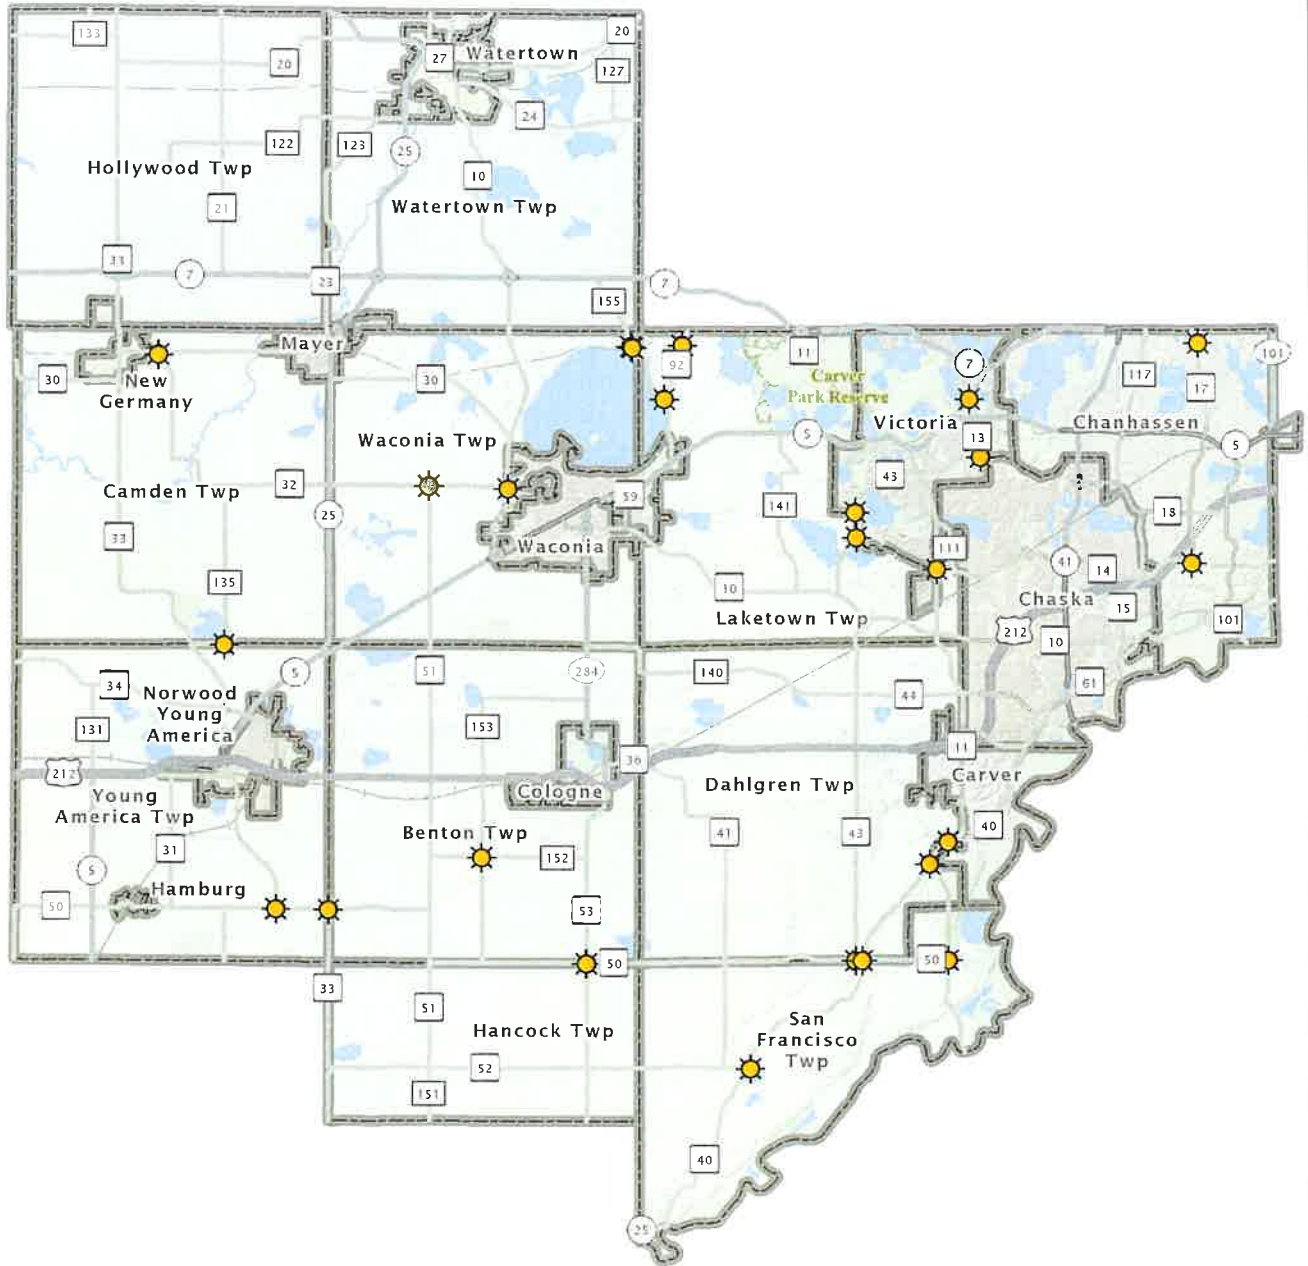 133
20
27
Watertown
20
127
24
122
123
25
10
Hollywood Twp
21
Watertown Twp
33
7
23
7
155
Mayer
30
New
Germany
30
92
11
Carver
Park Reserve
7
117
17
101
Waconia Twp
5
Victoria
13
Chanhassen
5
Camden Twp
32
25
33
59
141
43
18
Waconia
111
41
14
135
10
Laketown Twp
Chaska
15
212
10
101
34
Norwood
Young
America
5
51
284
140
44
61
131
153
212
36
11
Young
America Twp
Cologne
Dahlgren Twp
Carver
Benton Twp
41
43
40
31
152
5
Hamburg
50
53
50
50
33
51
Hancock Twp
San
Francisco
Twp
52
151
40
25